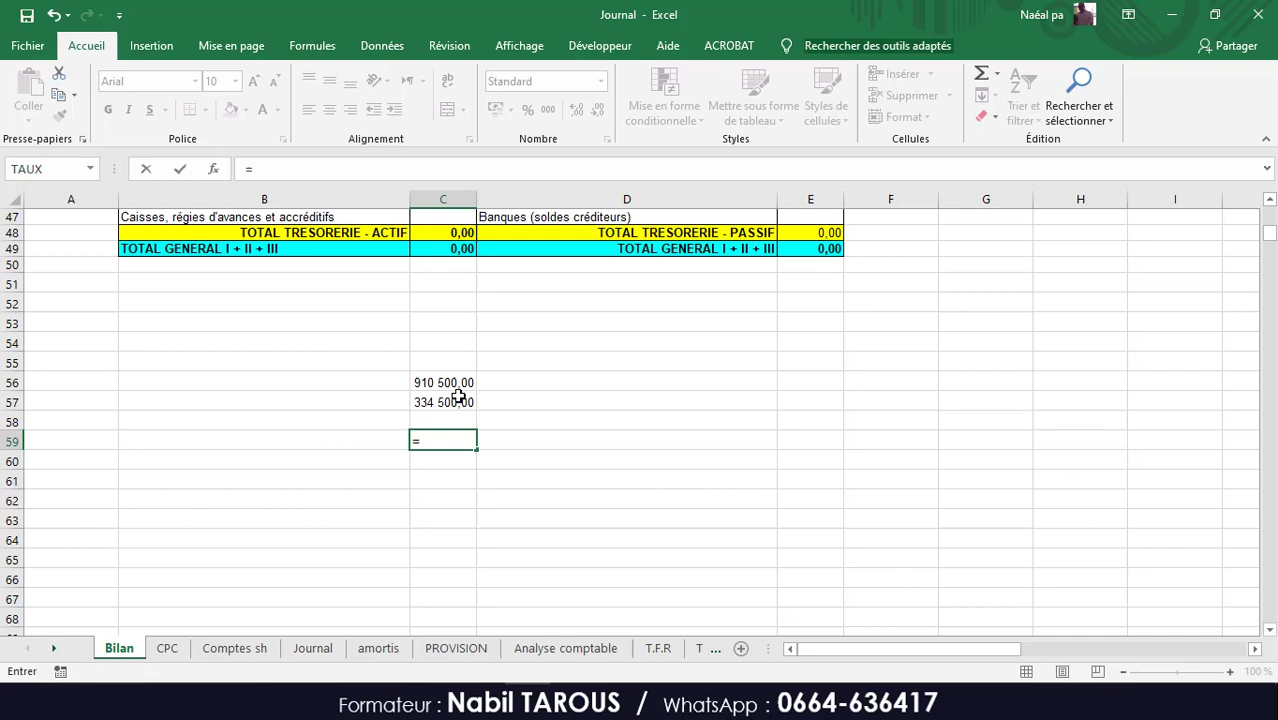 Journal - Excel
Naéal pa
Fichier Accueil Insertion Mise en page Formules Données Révision Affichage Développeur Aide ACROBAT Rechercher des outils adaptés Partager
Coller
Arial 10
G I S
ab
Standard
% 000
Mise en forme conditionnelle
Mettre sous forme de tableau
Styles de cellules
Insérer
Supprimer
Format
Trier et filtrer
Rechercher et sélectionner
Presse-papiers Police Alignement Nombre Styles Cellules Édition
TAUX fx =
A B C D E F G H I
47 Caisses, régies d'avances et accréditifs Banques (soldes créditeurs)
48 TOTAL TRESORERIE - ACTIF 0,00 TOTAL TRESORERIE - PASSIF 0,00
49 TOTAL GENERAL I + II + III 0,00 TOTAL GENERAL I + II + III 0,00
50
51
52
53
54
55
56 910 500,00
57 334 500,00
58
59 =
60
61
62
63
64
65
66
67
68
Bilan CPC Comptes sh Journal amortis PROVISION Analyse comptable T.F.R T ...
Entrer 100 %
Formateur : Nabil TAROUS / WhatsApp : 0664-636417